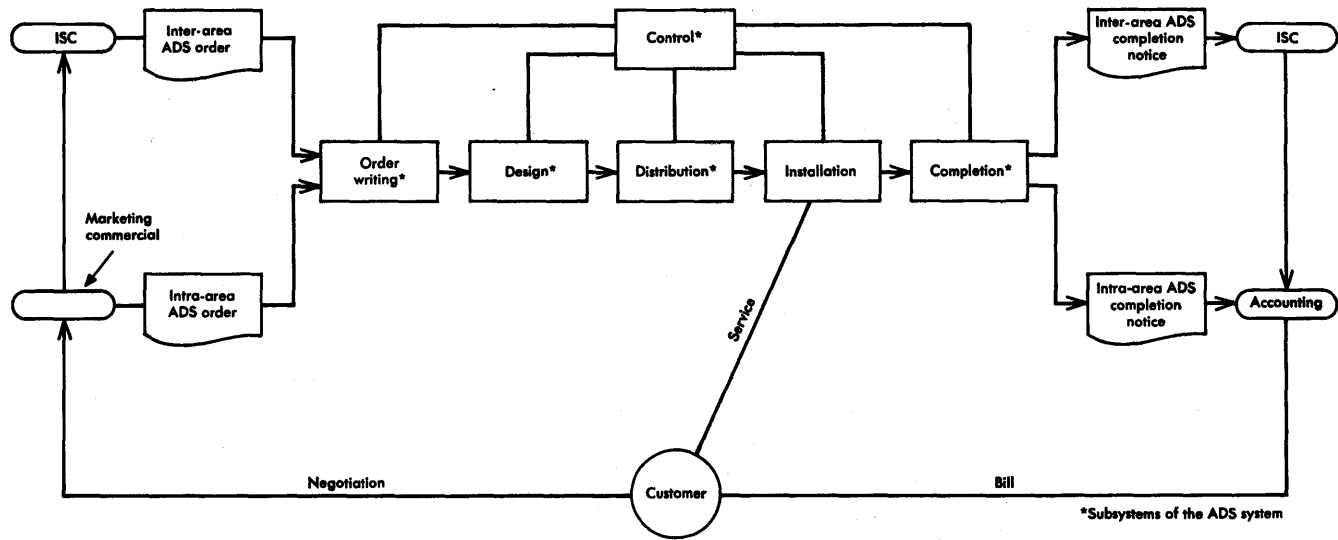 ISC
Inter-area
ADS order
Control*
Inter-area ADS
completion
notice
ISC
Order
writing*
Design*
Distribution*
Installation
Completion*
Marketing
commercial
Intra-area
ADS order
Service
Intra-area ADS
completion
notice
Accounting
Negotiation
Customer
Bill
*Subsystems of the ADS system